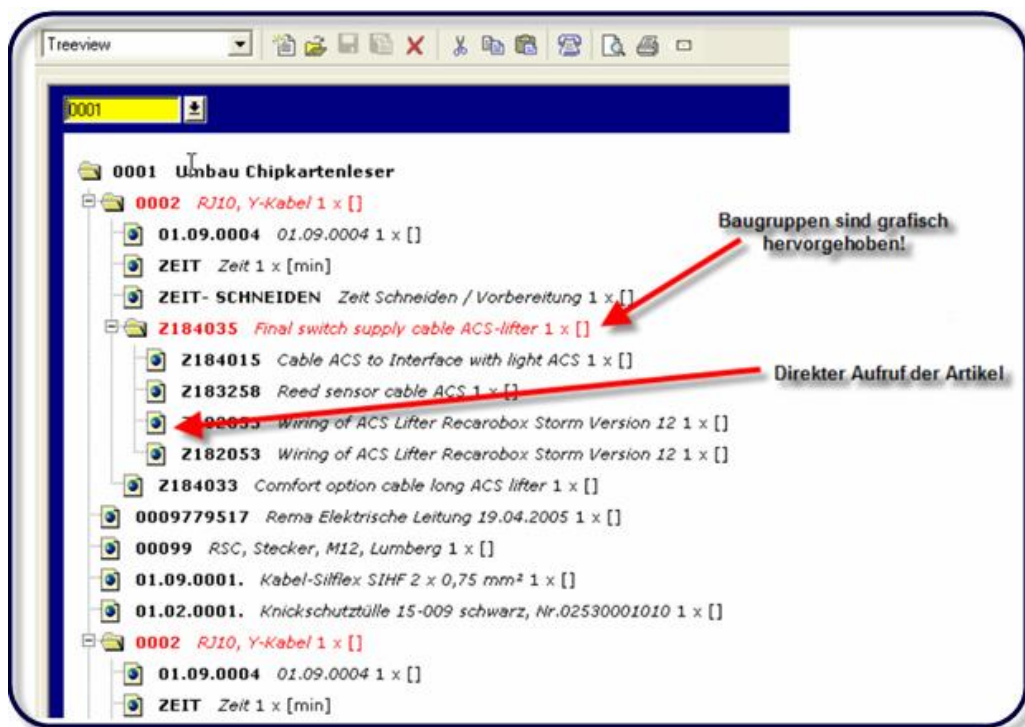 Treeview
0001
0001 Umbau Chipkartenleser
0002 RJ10, Y-Kabel 1 x []
Baugruppen sind grafisch
hervorgehoben!
01.09.0004 01.09.0004 1 x []
ZEIT Zeit 1 x [min]
ZEIT- SCHNEIDEN Zeit Schneiden / Vorbereitung 1 x []
Z184035 Final switch supply cable ACS-lifter 1 x []
Z184015 Cable ACS to Interface with light ACS 1 x []
Direkter Aufruf der Artikel
Z183258 Reed sensor cable ACS 1 x []
Wiring of ACS Lifter Recarobox Storm Version 12 1 x []
Z182053 Wiring of ACS Lifter Recarobox Storm Version 12 1 x []
Z184033 Comfort option cable long ACS lifter 1 x []
0009779517 Rema Elektrische Leitung 19.04.2005 1 x []
00099 RSC, Stecker, M12, Lumberg 1 x []
01.09.0001. Kabel-Silflex SIHF 2 x 0,75 mm² 1 x []
01.02.0001. Knickschutztülle 15-009 schwarz, Nr.02530001010 1 x []
0002 RJ10, Y-Kabel 1 x []
01.09.0004 01.09.0004 1 x []
ZEIT Zeit 1 x [min]